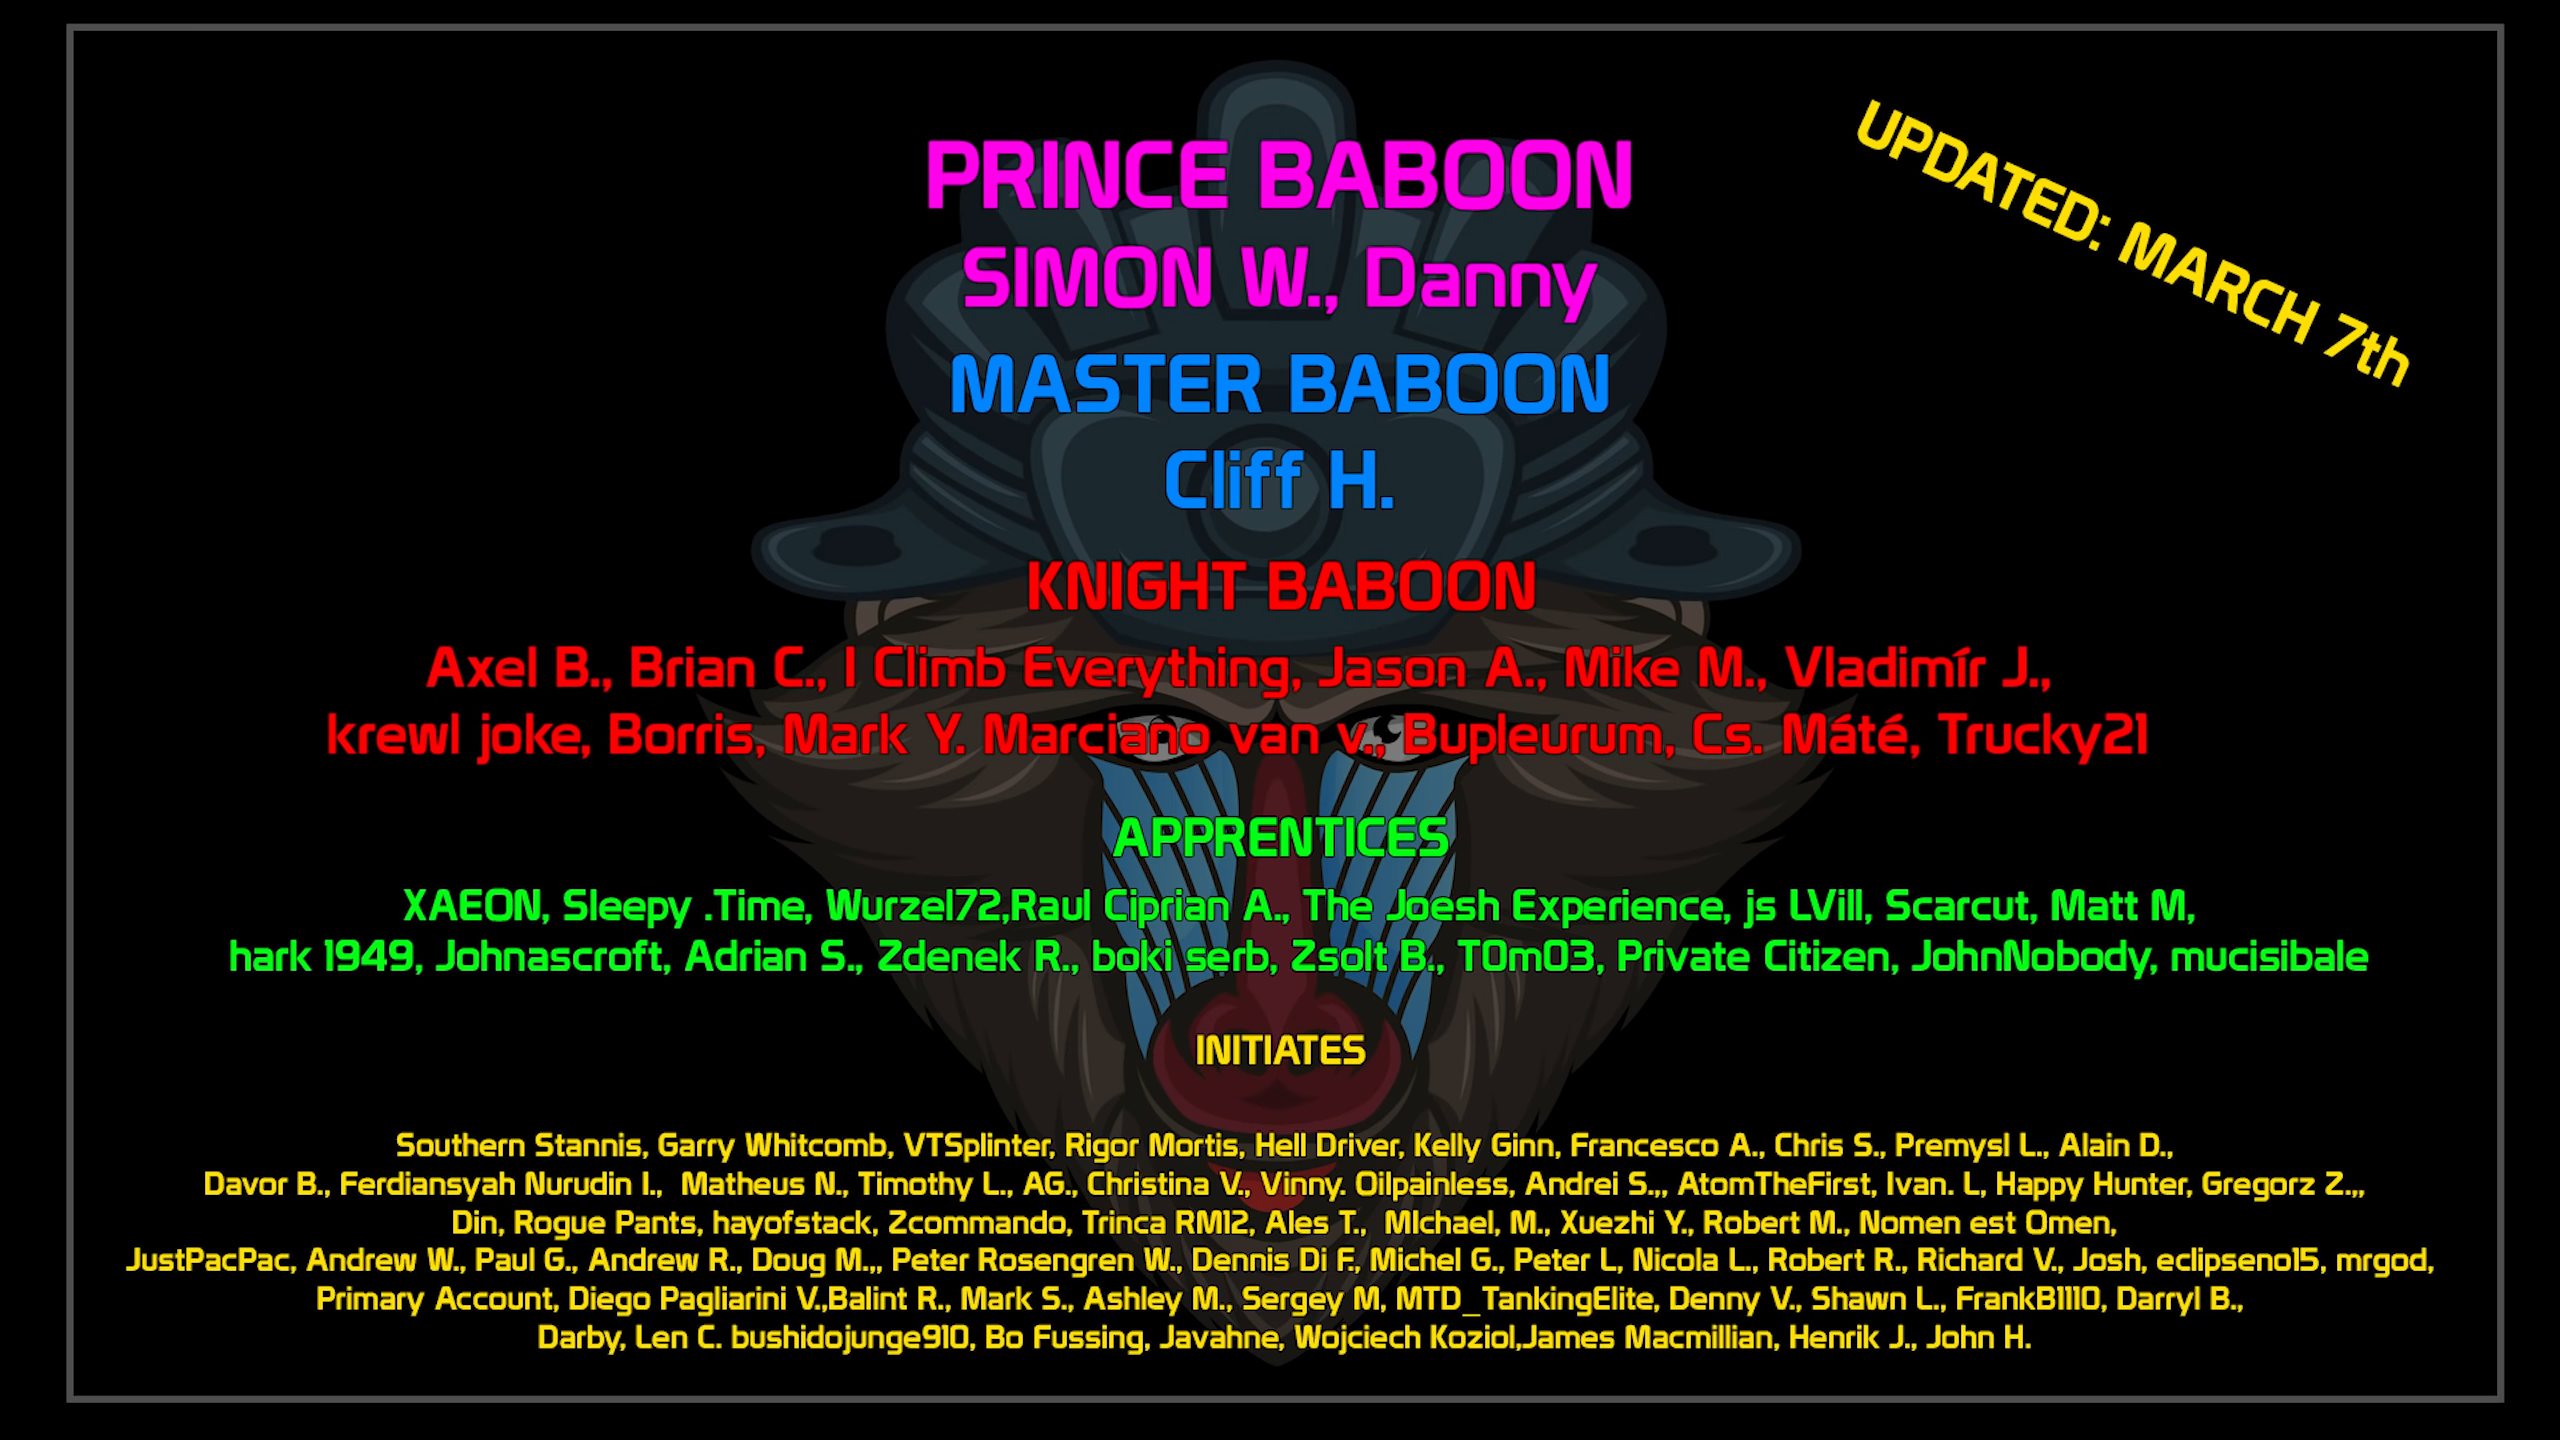 PRINCE BABOON
SIMON W., Danny
UPDATED: MARCH 7th
MASTER BABOON
Cliff H.
KNIGHT BABOON
Axel B., Brian C., I Climb Everything, Jason A., Mike M., Vladimír J.,
krewl joke, Borris, Mark Y. Marciano van v., Bupleurum, Cs. Máté, Trucky21
APPRENTICES
XAEON, Sleepy .Time, Wurzel72,Raul Ciprian A., The Joesh Experience, js LVill, Scarcut, Matt M,
hark 1949, Johnascroft, Adrian S., Zdenek R., boki serb, Zsolt B., T0m03, Private Citizen, JohnNobody, mucisibale
INITIATES
Southern Stannis, Garry Whitcomb, VTSplinter, Rigor Mortis, Hell Driver, Kelly Ginn, Francesco A., Chris S., Premysl L., Alain D.,
Davor B., Ferdiansyah Nurudin I.,  Matheus N., Timothy L., AG., Christina V., Vinny. Oilpainless, Andrei S.,, AtomTheFirst, Ivan. L, Happy Hunter, Gregorz Z.,,
Din, Rogue Pants, hayofstack, Zcommando, Trinca RM12, Ales T.,  MIchael, M., Xuezhi Y., Robert M., Nomen est Omen,
JustPacPac, Andrew W., Paul G., Andrew R., Doug M.,, Peter Rosengren W., Dennis Di F., Michel G., Peter L, Nicola L., Robert R., Richard V., Josh, eclipseno15, mrgod,
Primary Account, Diego Pagliarini V.,Balint R., Mark S., Ashley M., Sergey M, MTD_TankingElite, Denny V., Shawn L., FrankB1110, Darryl B.,
Darby, Len C. bushidojunge910, Bo Fussing, Javahne, Wojciech Koziol,James Macmillian, Henrik J., John H.